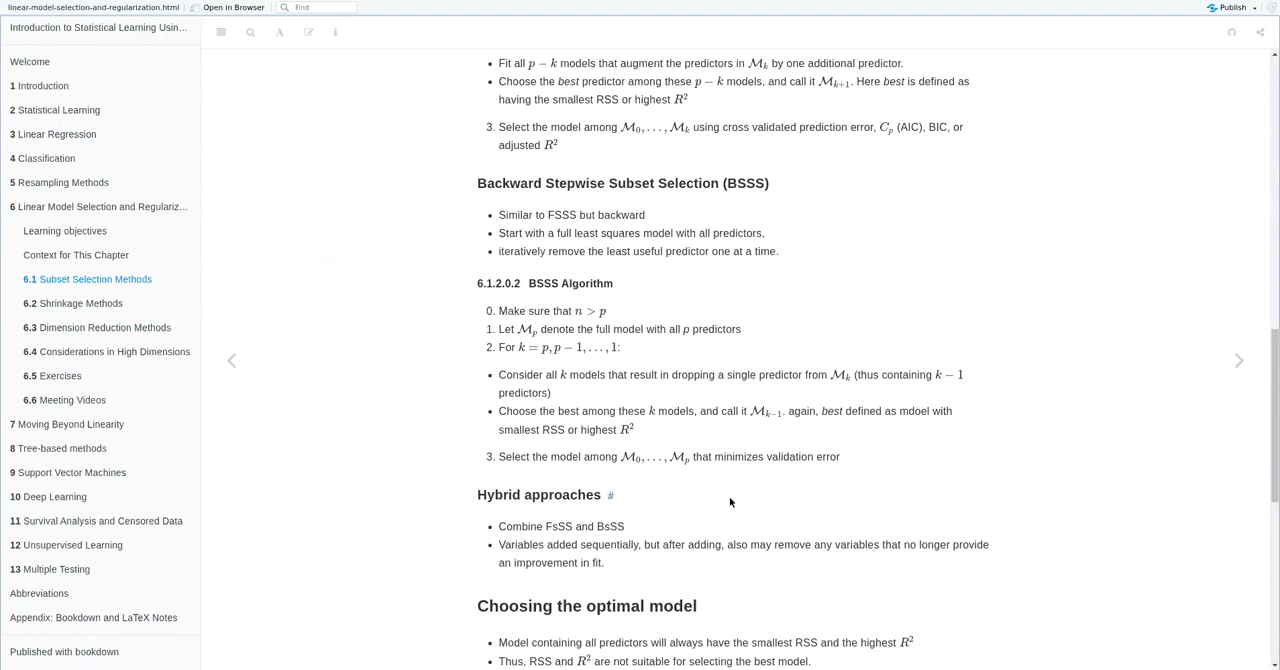 linear-model-selection-and-regularization.html
Open in Browser
Find
Publish
Introduction to Statistical Learning Usin...
Welcome
1 Introduction
2 Statistical Learning
3 Linear Regression
4 Classification
5 Resampling Methods
6 Linear Model Selection and Regulariz...
Learning objectives
Context for This Chapter
6.1 Subset Selection Methods
6.2 Shrinkage Methods
6.3 Dimension Reduction Methods
6.4 Considerations in High Dimensions
6.5 Exercises
6.6 Meeting Videos
7 Moving Beyond Linearity
8 Tree-based methods
9 Support Vector Machines
10 Deep Learning
11 Survival Analysis and Censored Data
12 Unsupervised Learning
13 Multiple Testing
Abbreviations
Appendix: Bookdown and LaTeX Notes
Published with bookdown
• Fit all p − k models that augment the predictors in ℳₖ by one additional predictor.
• Choose the best predictor among these p − k models, and call it ℳₖ₊₁. Here best is defined as
having the smallest RSS or highest R²
3. Select the model among ℳ₀, . . . , ℳₖ using cross validated prediction error, Cₚ (AIC), BIC, or
adjusted R²
Backward Stepwise Subset Selection (BSSS)
• Similar to FSSS but backward
• Start with a full least squares model with all predictors,
• iteratively remove the least useful predictor one at a time.
6.1.2.0.2 BSSS Algorithm
0. Make sure that n > p
1. Let ℳₚ denote the full model with all p predictors
2. For k = p, p − 1, . . . , 1:
• Consider all k models that result in dropping a single predictor from ℳₖ (thus containing k − 1
predictors)
• Choose the best among these k models, and call it ℳₖ₋₁. again, best defined as mdoel with
smallest RSS or highest R²
3. Select the model among ℳ₀, . . . , ℳₚ that minimizes validation error
Hybrid approaches #
• Combine FsSS and BsSS
• Variables added sequentially, but after adding, also may remove any variables that no longer provide
an improvement in fit.
Choosing the optimal model
• Model containing all predictors will always have the smallest RSS and the highest R²
• Thus, RSS and R² are not suitable for selecting the best model.